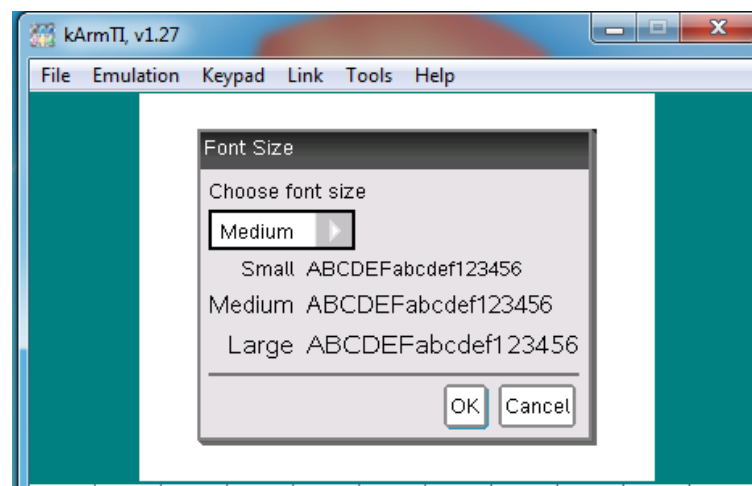 kArmTI, v1.27
File Emulation Keypad Link Tools Help
Font Size
Choose font size
Medium
Small ABCDEFabcdef123456
Medium ABCDEFabcdef123456
Large ABCDEFabcdef123456
OK Cancel